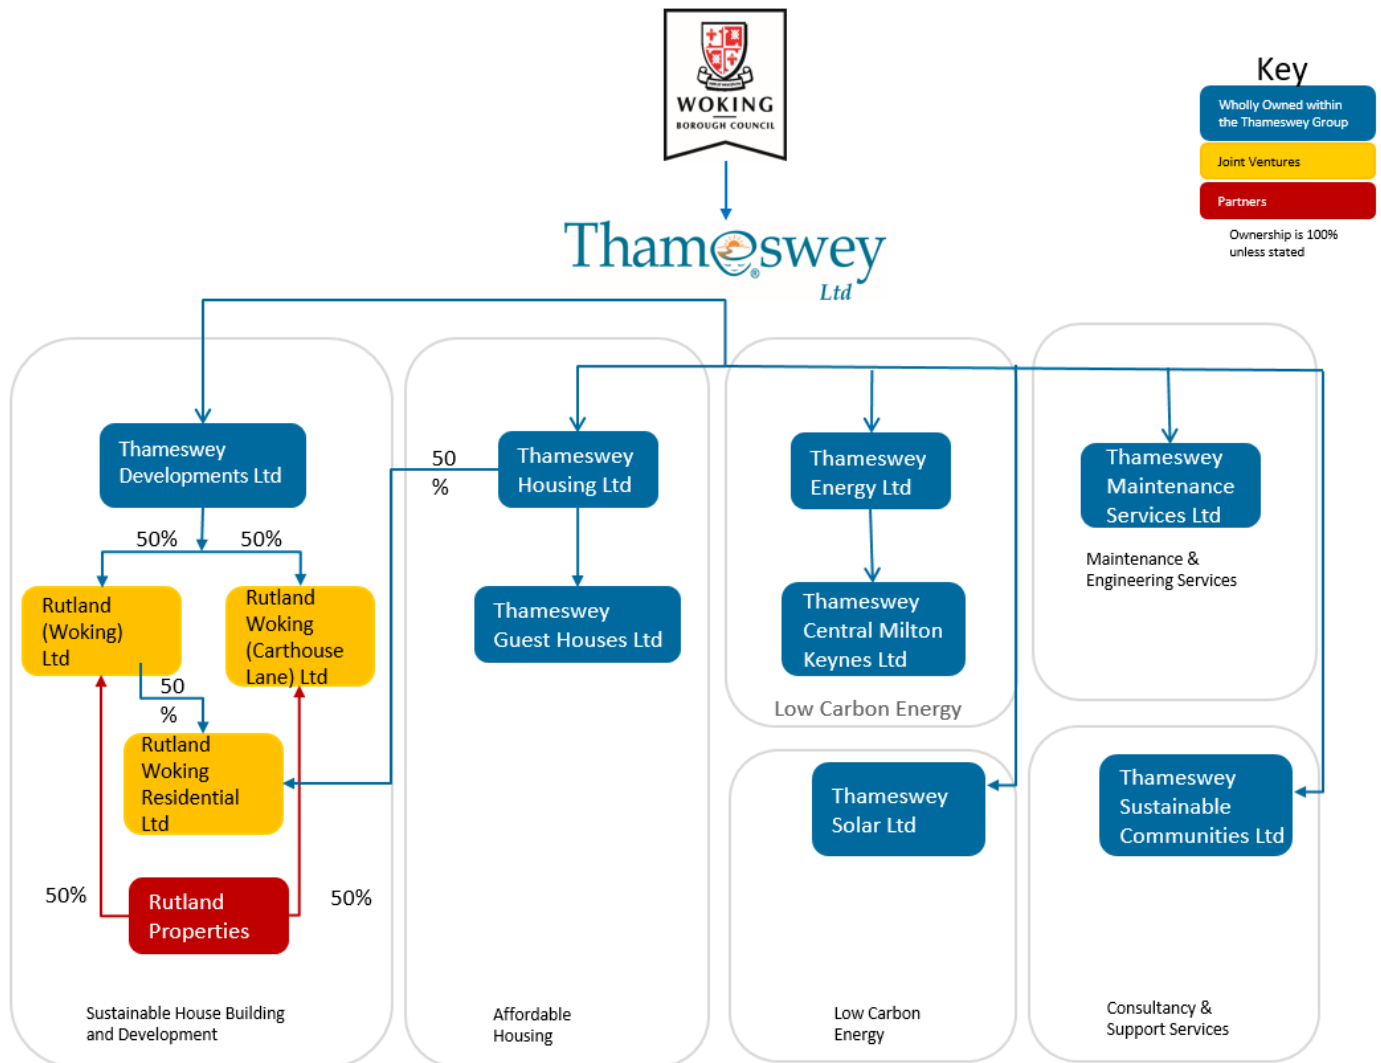 WOKING
BOROUGH COUNCIL
Key
Wholly Owned within
the Thameswey Group
Joint Ventures
Partners
Ownership is 100%
unless stated
Thameswey
®
Ltd
Thameswey
Developments Ltd
50%
50%
Rutland
(Woking)
Ltd
Rutland
Woking
(Carthouse
Lane) Ltd
50
%
Rutland
Woking
Residential
Ltd
50%
Rutland
Properties
50%
Sustainable House Building
and Development
50
%
Thameswey
Housing Ltd
Thameswey
Guest Houses Ltd
Affordable
Housing
Thameswey
Energy Ltd
Thameswey
Central Milton
Keynes Ltd
Low Carbon Energy
Thameswey
Solar Ltd
Low Carbon
Energy
Thameswey
Maintenance
Services Ltd
Maintenance &
Engineering Services
Thameswey
Sustainable
Communities Ltd
Consultancy &
Support Services